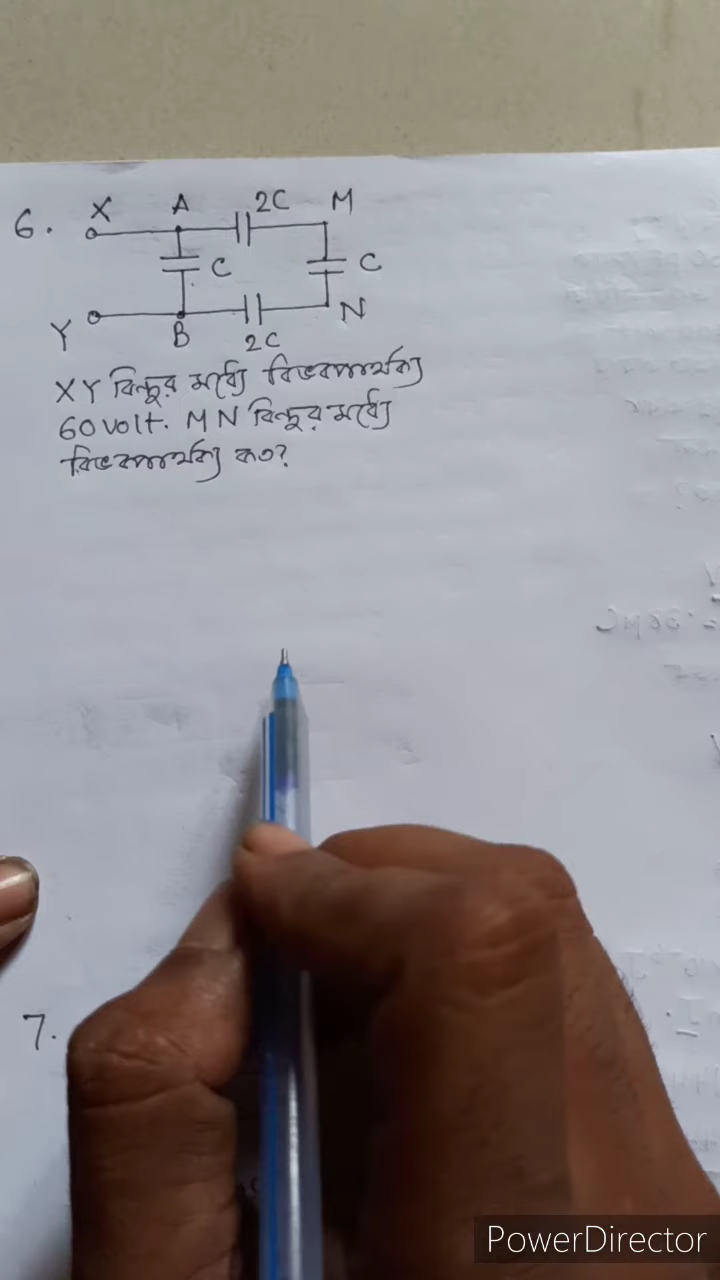 6. X A 2C M
C C
Y B 2C N
XY বিন্দুর মধ্যে বিভবপার্থক্য
60 volt. MN বিন্দুর মধ্যে
বিভবপার্থক্য কত?
7.
PowerDirector